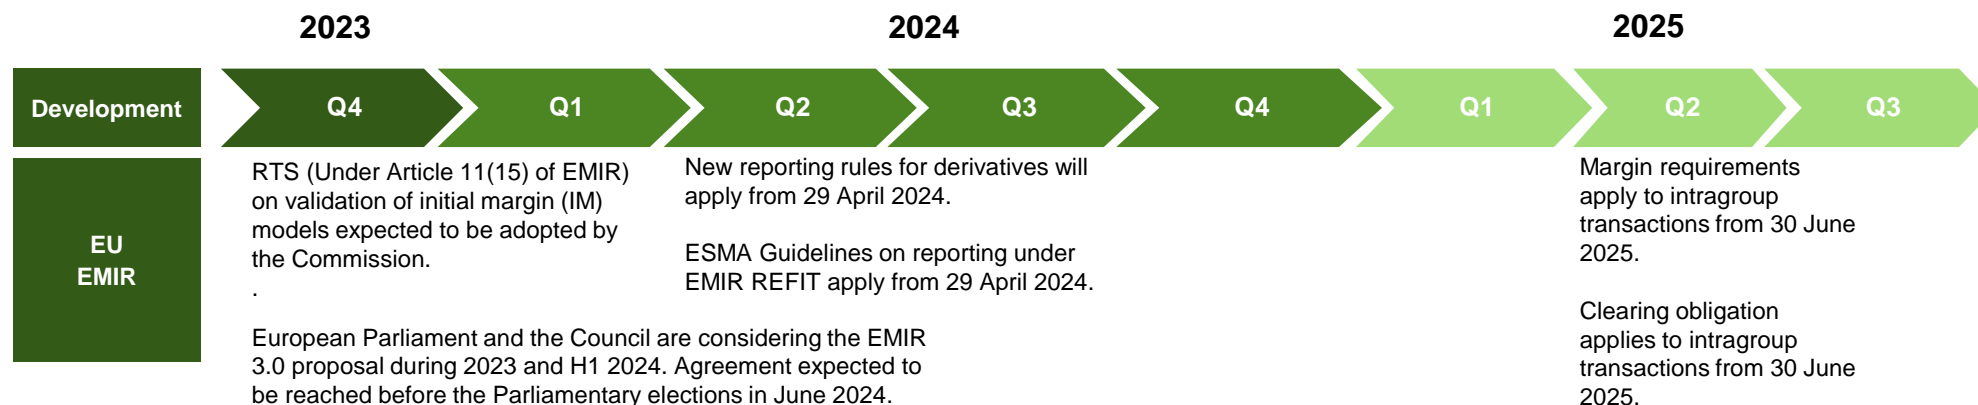 2023
2024
2025
Development
Q4
Q1
Q2
Q3
Q4
Q1
Q2
Q3
EU
EMIR
RTS (Under Article 11(15) of EMIR)
on validation of initial margin (IM)
models expected to be adopted by
the Commission.
.
European Parliament and the Council are considering the EMIR
3.0 proposal during 2023 and H1 2024. Agreement expected to
be reached before the Parliamentary elections in June 2024.
New reporting rules for derivatives will
apply from 29 April 2024.
ESMA Guidelines on reporting under
EMIR REFIT apply from 29 April 2024.
Margin requirements
apply to intragroup
transactions from 30 June
2025.
Clearing obligation
applies to intragroup
transactions from 30 June
2025.